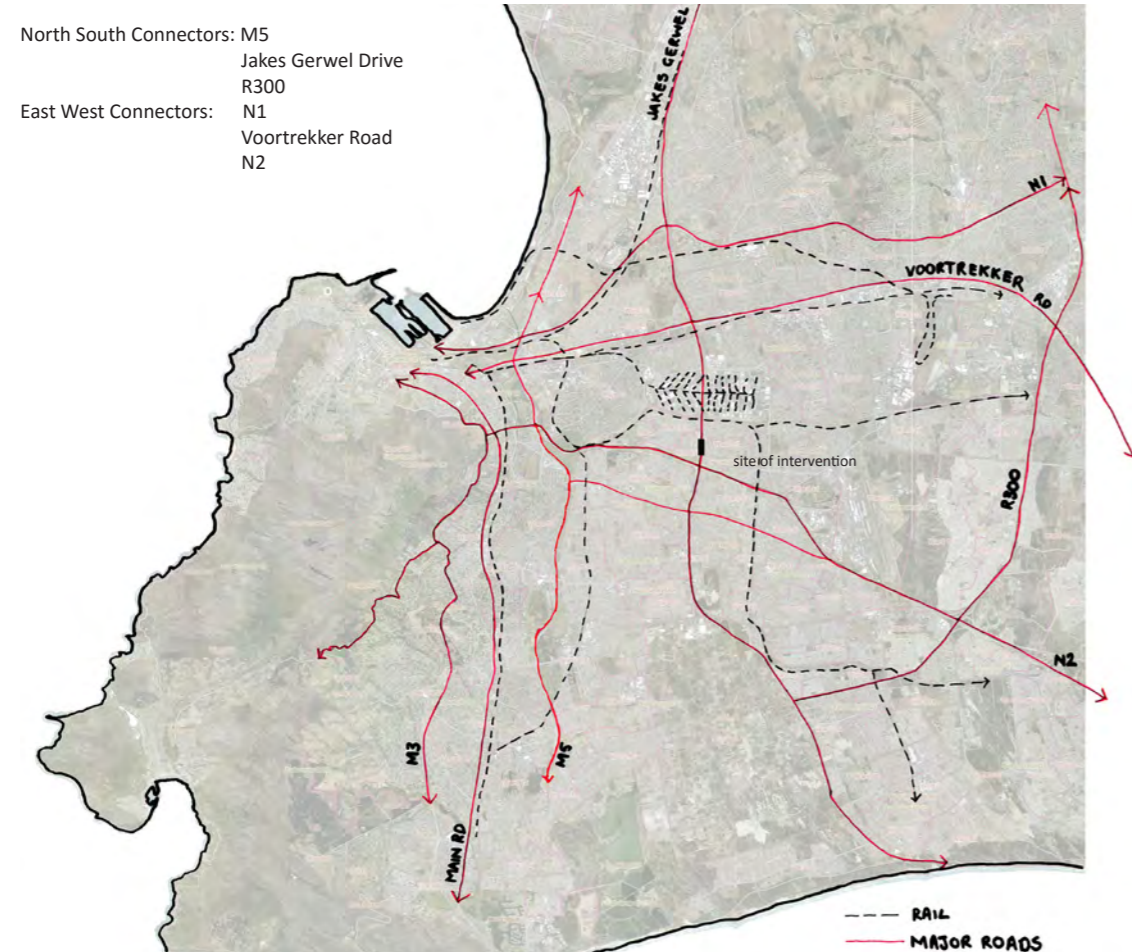 North South Connectors: M5
Jakes Gerwel Drive
R300
East West Connectors: N1
Voortrekker Road
N2
JAKES GERWEL
N1
VOORTREKKER RD
site of intervention
R300
N2
M3
M5
MAIN RD
RAIL
MAJOR ROADS